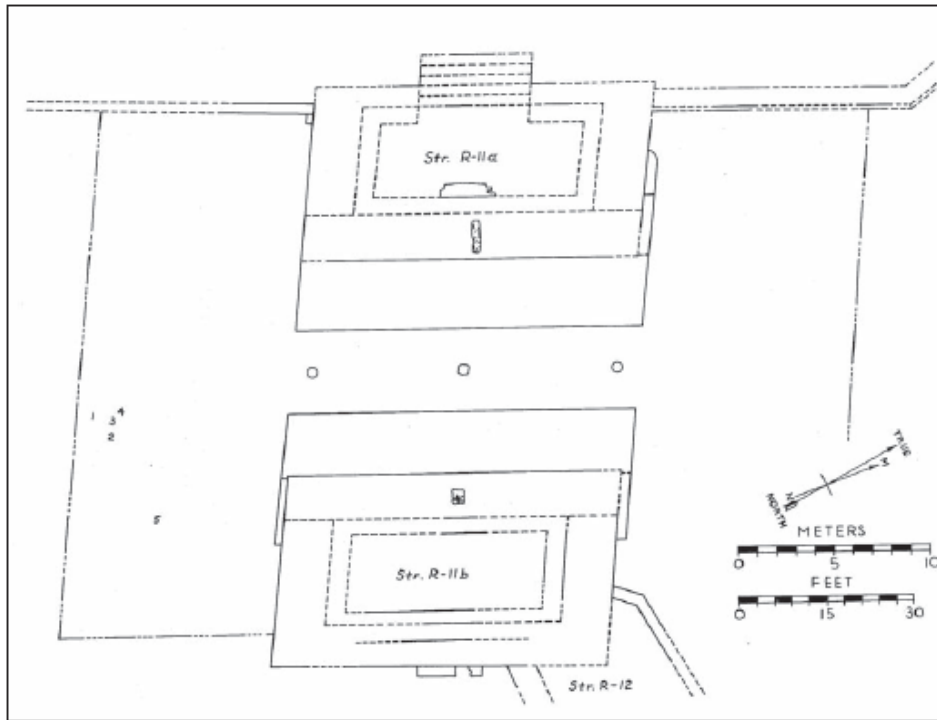 Str. R-11a
1
4
3
2
5
TRUE
M
N
NORTH
METERS
0 5 10
FEET
0 15 30
Str. R-11b
Str. R-12